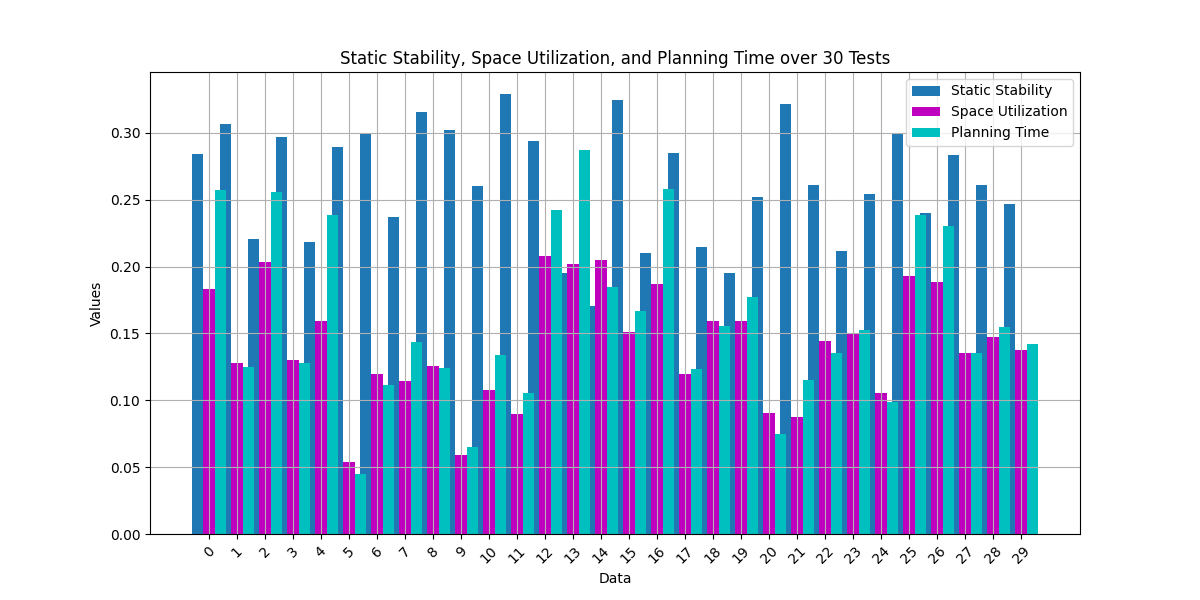 Static Stability, Space Utilization, and Planning Time over 30 Tests
Static Stability
Space Utilization
Planning Time
Values
0.30
0.25
0.20
0.15
0.10
0.05
0.00
0 1 2 3 4 5 6 7 8 9 10 11 12 13 14 15 16 17 18 19 20 21 22 23 24 25 26 27 28 29
Data